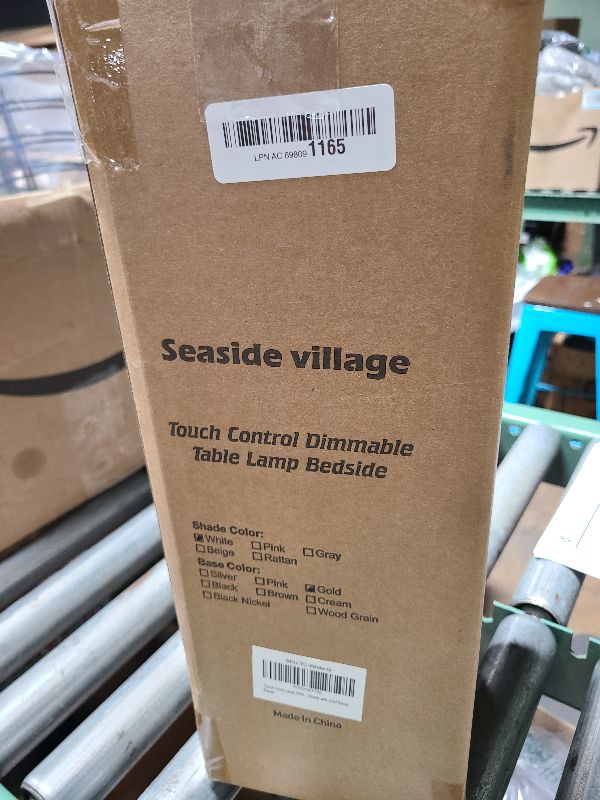 LPN AC 69809 1165
Seaside village
Touch Control Dimmable
Table Lamp Bedside
Shade Color:
White Pink Gray
Beige Rattan
Base Color:
Silver Pink Gold
Black Brown Cream
Black Nickel Wood Grain
Made In China